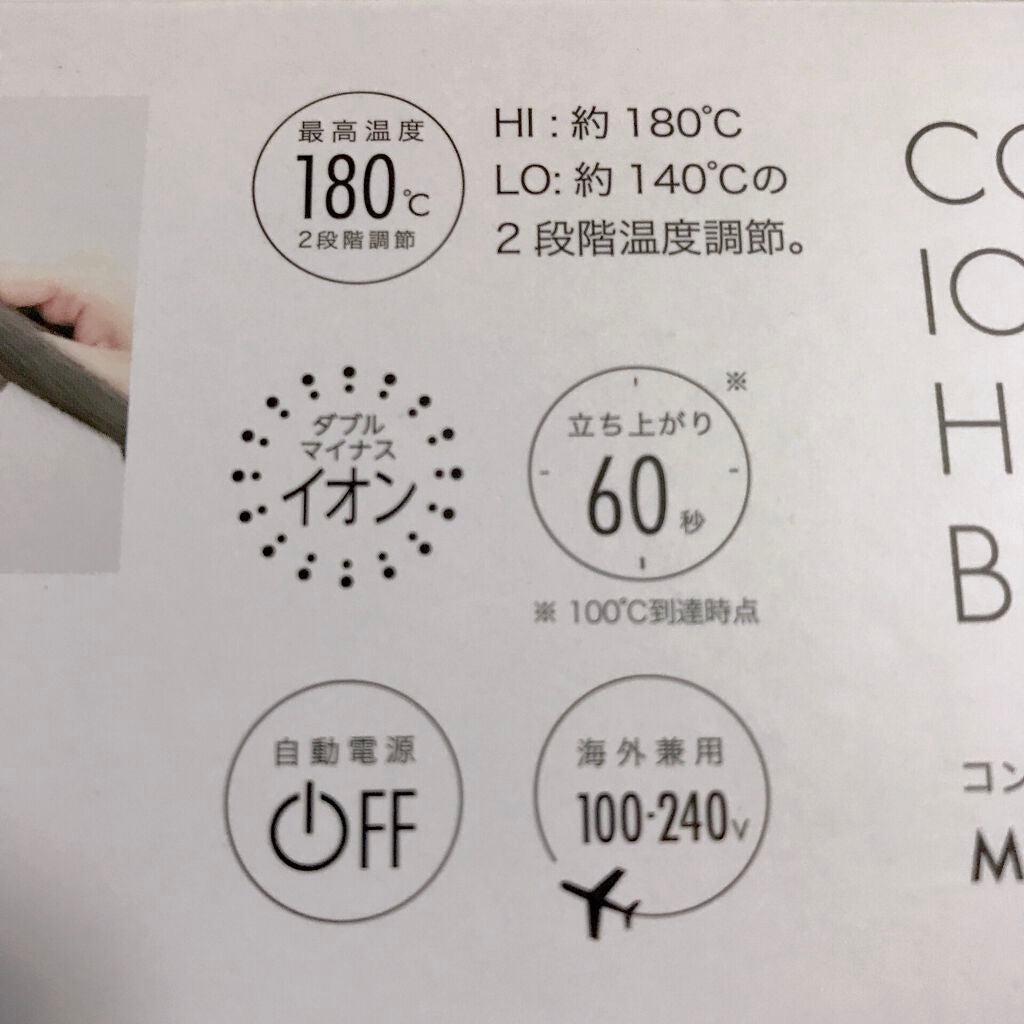 最高温度
180℃
2段階調節
HI : 約 180℃
LO: 約 140℃の
2 段階温度調節。
ダブル
マイナス
イオン
※
立ち上がり
60秒
※ 100℃到達時点
自動電源
OFF
海外兼用
100-240V